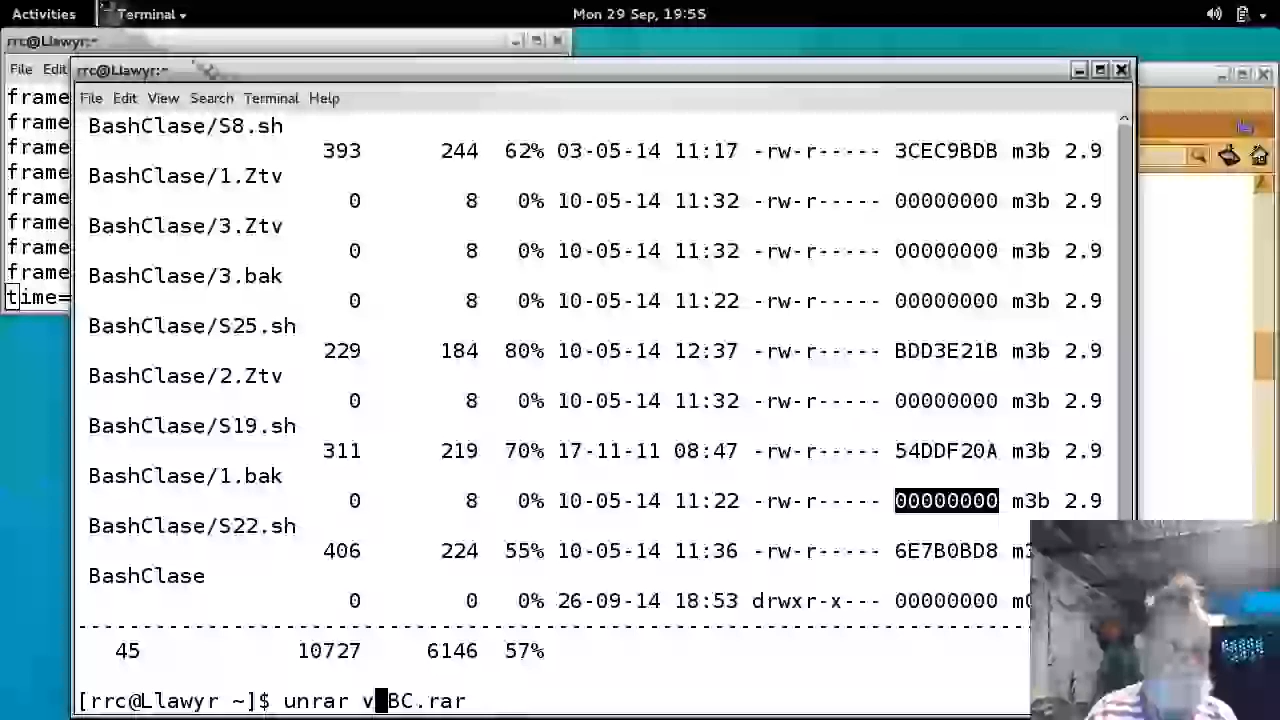 Activities Terminal Mon 29 Sep, 19:55
rrc@Llawyr:~
File Edit
frame
frame
frame
frame
frame
frame
frame
frame
time=
rrc@Llawyr:~
File Edit View Search Terminal Help
BashClase/S8.sh
393 244 62% 03-05-14 11:17 -rw-r----- 3CEC9BDB m3b 2.9
BashClase/1.Ztv
0 8 0% 10-05-14 11:32 -rw-r----- 00000000 m3b 2.9
BashClase/3.Ztv
0 8 0% 10-05-14 11:32 -rw-r----- 00000000 m3b 2.9
BashClase/3.bak
0 8 0% 10-05-14 11:22 -rw-r----- 00000000 m3b 2.9
BashClase/S25.sh
229 184 80% 10-05-14 12:37 -rw-r----- BDD3E21B m3b 2.9
BashClase/2.Ztv
0 8 0% 10-05-14 11:32 -rw-r----- 00000000 m3b 2.9
BashClase/S19.sh
311 219 70% 17-11-11 08:47 -rw-r----- 54DDF20A m3b 2.9
BashClase/1.bak
0 8 0% 10-05-14 11:22 -rw-r----- 00000000 m3b 2.9
BashClase/S22.sh
406 224 55% 10-05-14 11:36 -rw-r----- 6E7B0BD8
BashClase
0 0 0% 26-09-14 18:53 drwxr-x--- 00000000
45 10727 6146 57%
[rrc@Llawyr ~]$ unrar v BC.rar